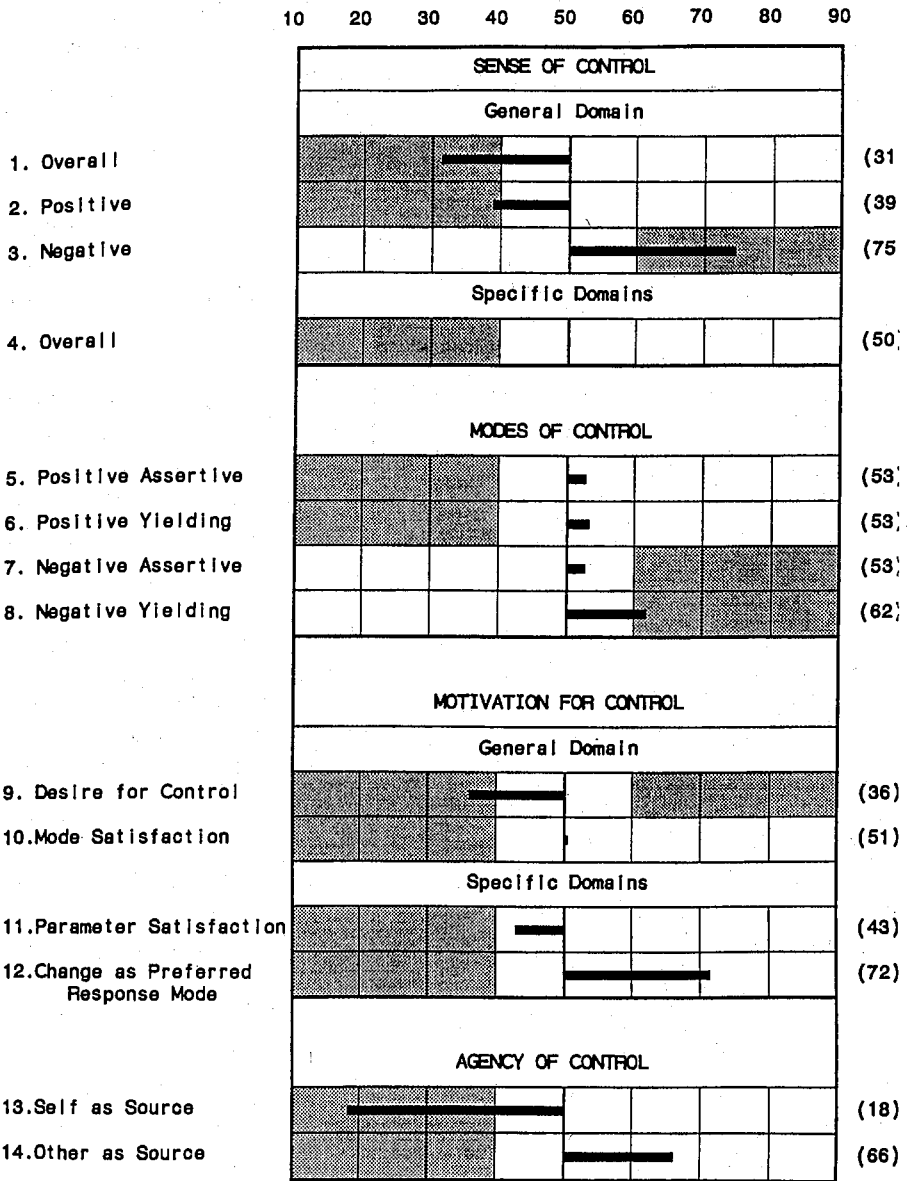 10 20 30 40 50 60 70 80 90
SENSE OF CONTROL
General Domain
1. Overall (31
2. Positive (39
3. Negative (75
Specific Domains
4. Overall (50)
MODES OF CONTROL
5. Positive Assertive (53)
6. Positive Yielding (53)
7. Negative Assertive (53)
8. Negative Yielding (62)
MOTIVATION FOR CONTROL
General Domain
9. Desire for Control (36)
10.Mode Satisfaction (51)
Specific Domains
11.Parameter Satisfaction (43)
12.Change as Preferred (72)
Response Mode
AGENCY OF CONTROL
13.Self as Source (18)
14.Other as Source (66)